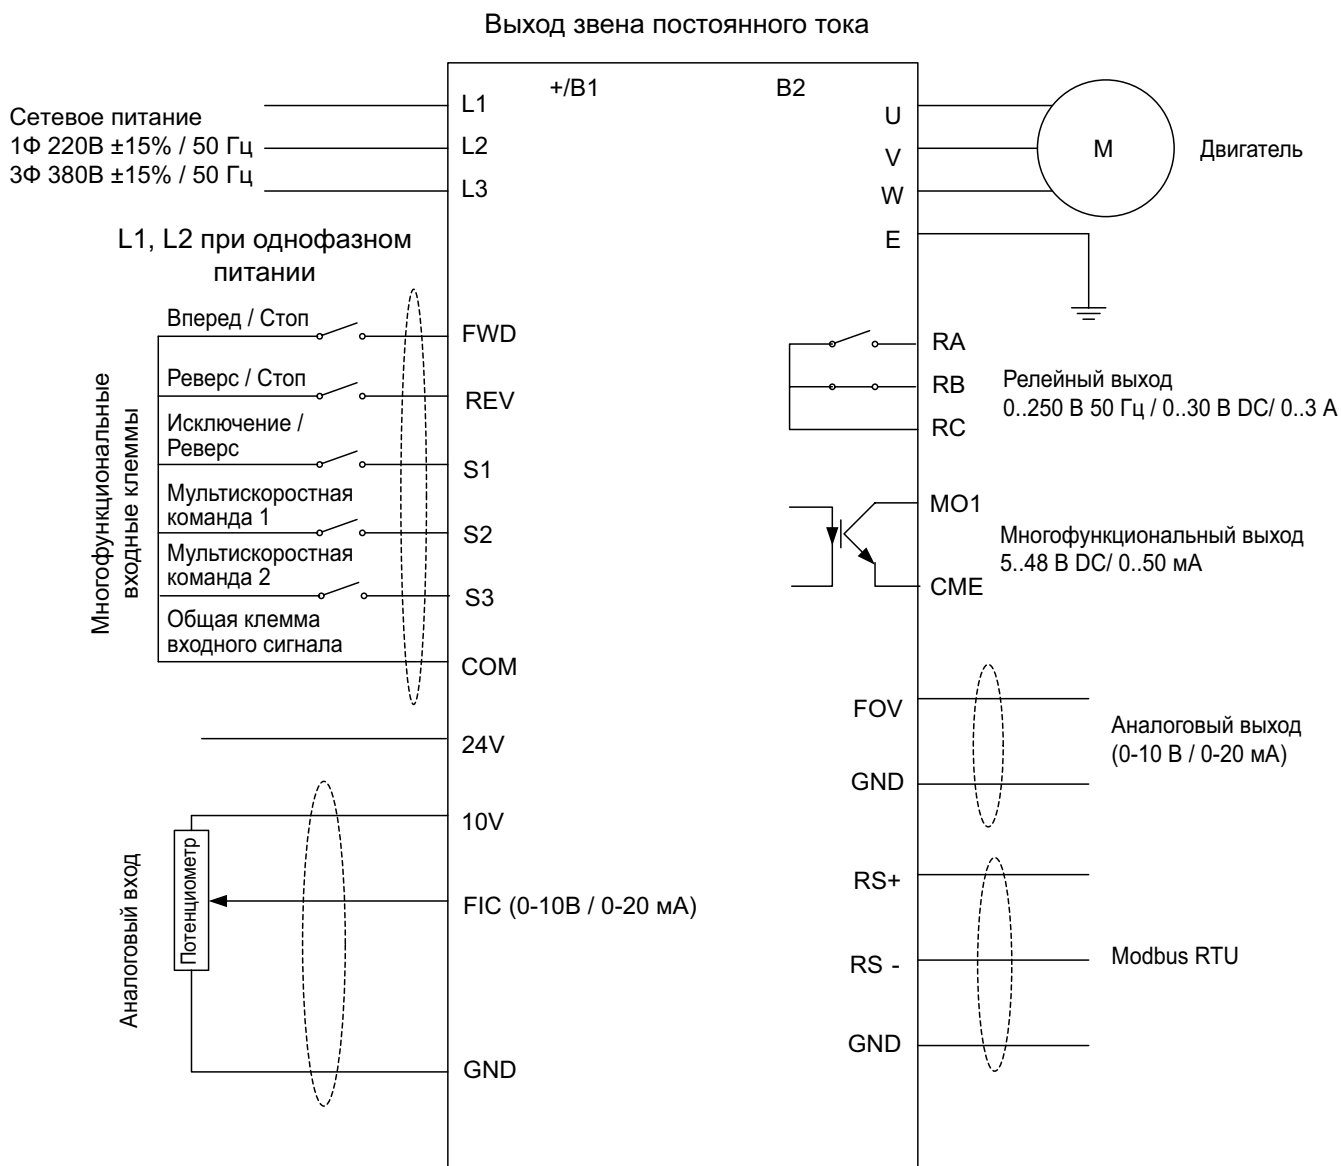 Выход звена постоянного тока
+/B1
B2
Сетевое питание
1Ф 220В ±15% / 50 Гц
3Ф 380В ±15% / 50 Гц
L1
L2
L3
L1, L2 при однофазном
питании
Многофункциональные
входные клеммы
Вперед / Стоп
FWD
Реверс / Стоп
REV
Исключение /
Реверс
S1
Мультискоростная
команда 1
S2
Мультискоростная
команда 2
S3
Общая клемма
входного сигнала
COM
24V
10V
Аналоговый вход
Потенциометр
FIC (0-10В / 0-20 мА)
GND
U
V
W
E
M
Двигатель
RA
RB
RC
Релейный выход
0..250 В 50 Гц / 0..30 В DC/ 0..3 А
MO1
CME
Многофункциональный выход
5..48 В DC/ 0..50 мА
FOV
GND
Аналоговый выход
(0-10 В / 0-20 мА)
RS+
RS -
GND
Modbus RTU